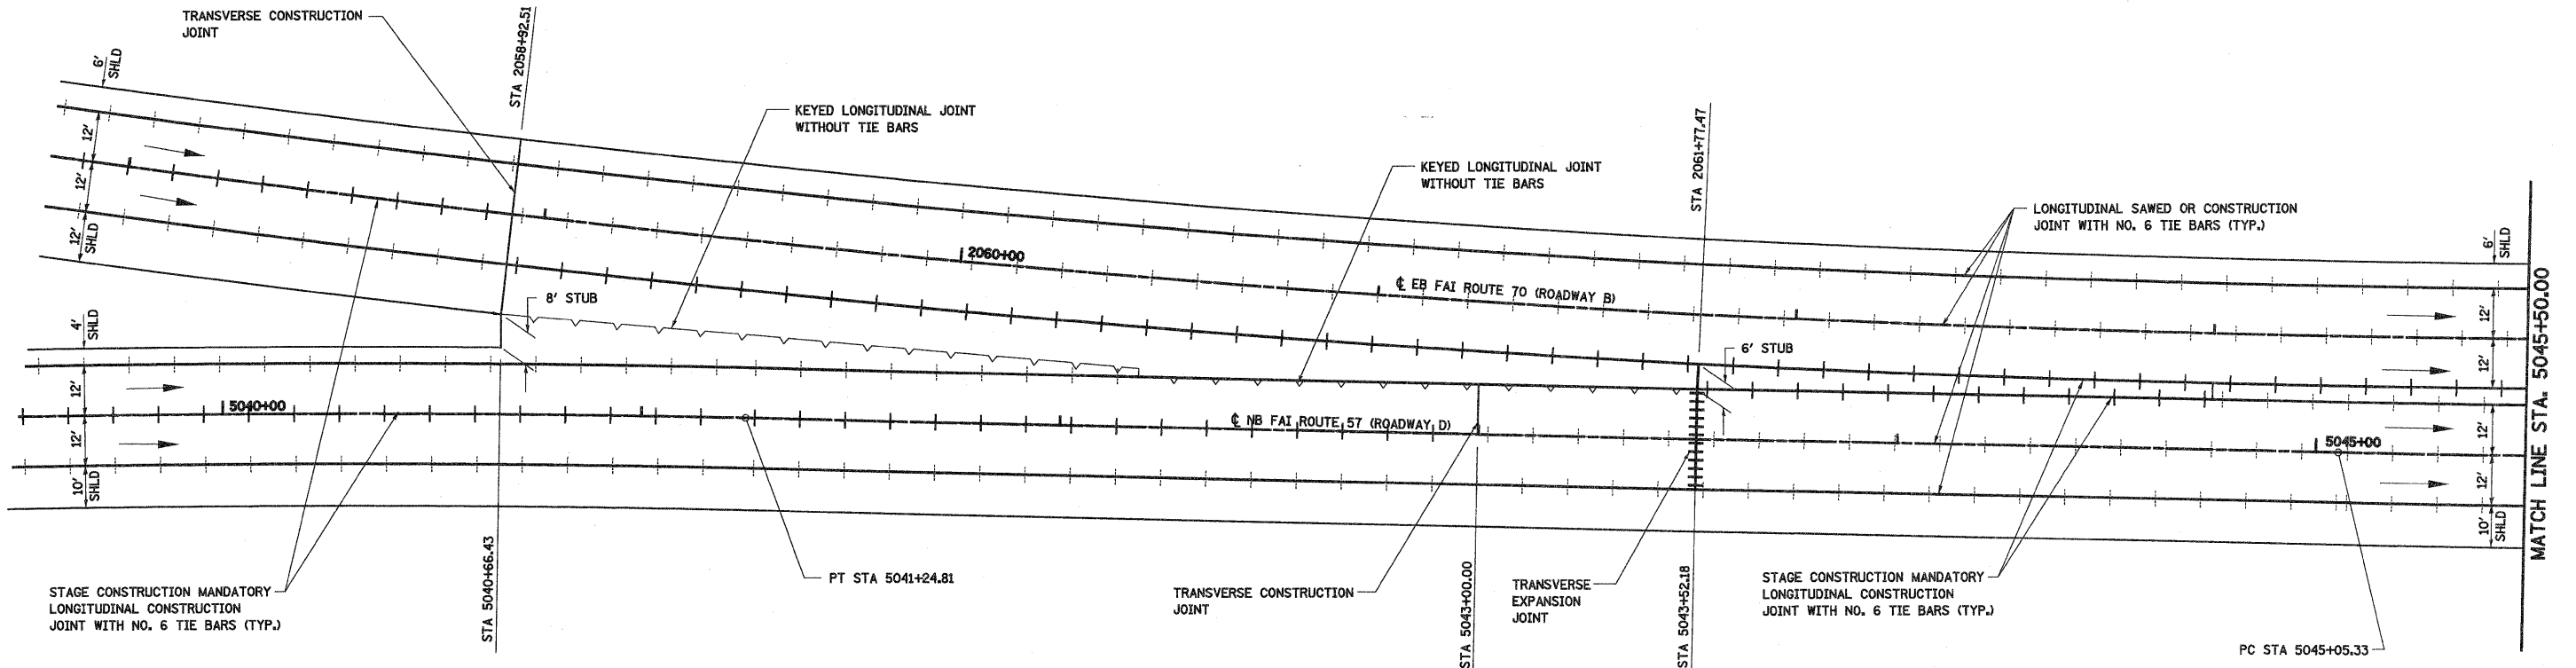 TRANSVERSE CONSTRUCTION
JOINT
STA 2058+92.51
6'
SHLD
12'
12'
12'
SHLD
KEYED LONGITUDINAL JOINT
WITHOUT TIE BARS
KEYED LONGITUDINAL JOINT
WITHOUT TIE BARS
STA 2061+77.47
LONGITUDINAL SAWED OR CONSTRUCTION
JOINT WITH NO. 6 TIE BARS (TYP.)
6'
SHLD
2060+00
℄ EB FAI ROUTE 70 (ROADWAY B)
8' STUB
6' STUB
4'
SHLD
12'
12'
10'
SHLD
5040+00
℄ NB FAI ROUTE 57 (ROADWAY D)
5045+00
12'
12'
12'
12'
10'
SHLD
MATCH LINE STA. 5045+50.00
STAGE CONSTRUCTION MANDATORY
LONGITUDINAL CONSTRUCTION
JOINT WITH NO. 6 TIE BARS (TYP.)
STA 5040+66.43
PT STA 5041+24.81
TRANSVERSE CONSTRUCTION
JOINT
STA 5043+00.00
TRANSVERSE
EXPANSION
JOINT
STA 5043+52.18
STAGE CONSTRUCTION MANDATORY
LONGITUDINAL CONSTRUCTION
JOINT WITH NO. 6 TIE BARS (TYP.)
PC STA 5045+05.33